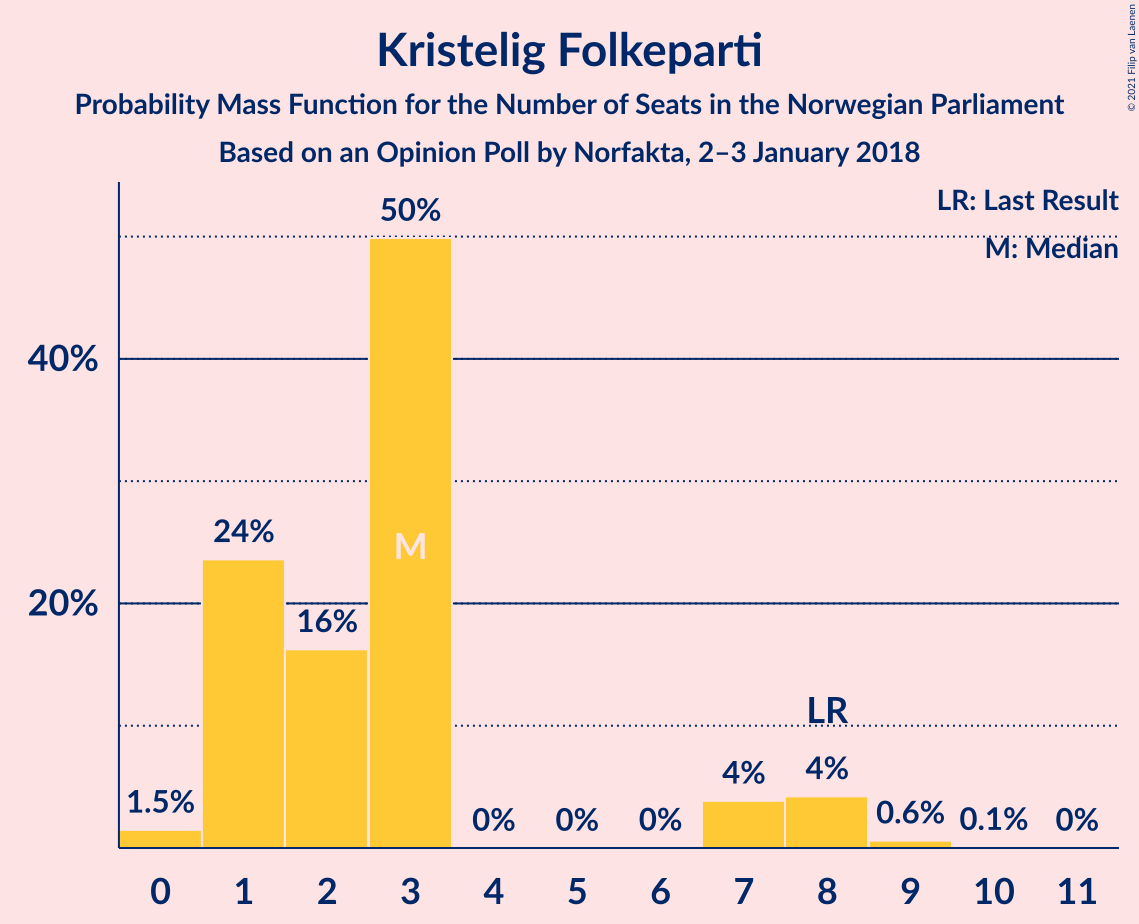 © 2021 Filip van Laenen
Kristelig Folkeparti
Probability Mass Function for the Number of Seats in the Norwegian Parliament
Based on an Opinion Poll by Norfakta, 2–3 January 2018
LR: Last Result
M: Median
50%
40%
24%
M
20%
16%
LR
1.5%
0%
0%
0%
4%
4%
0.6%
0.1%
0%
0 1 2 3 4 5 6 7 8 9 10 11